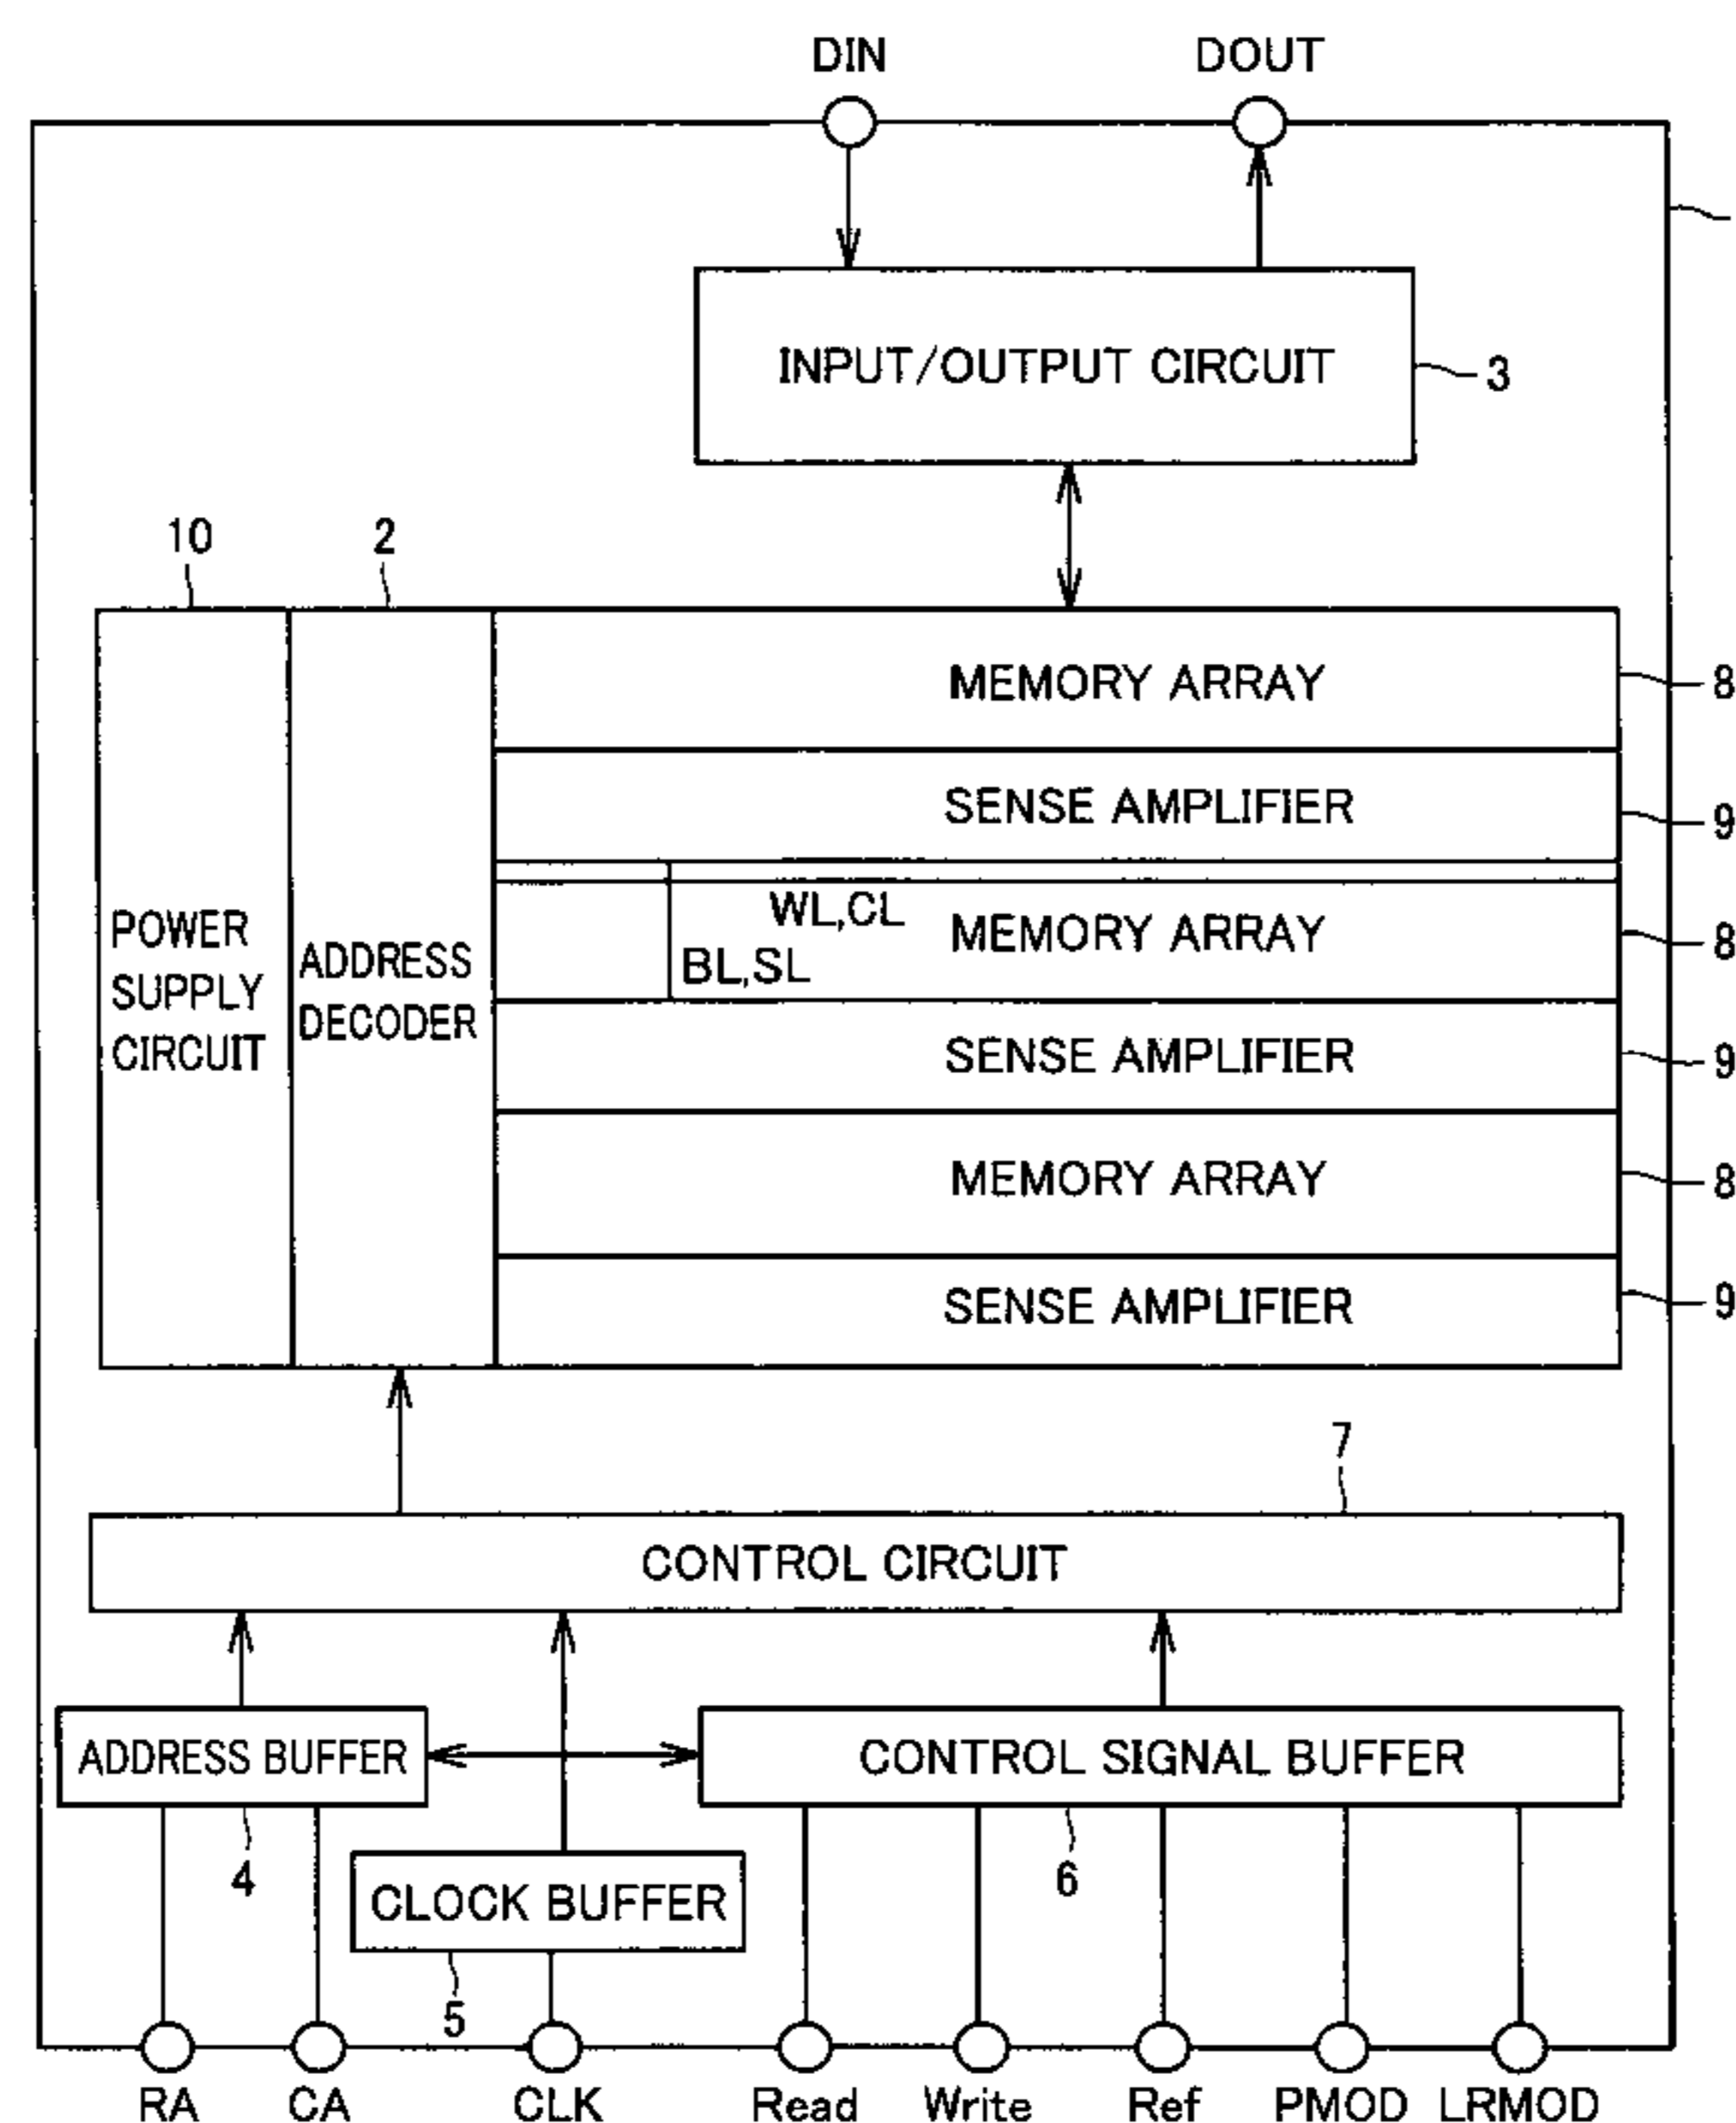 DIN DOUT
INPUT/OUTPUT CIRCUIT 3
10 2
MEMORY ARRAY 8
SENSE AMPLIFIER 9
WL,CL
MEMORY ARRAY 8
BL,SL
POWER
SUPPLY
CIRCUIT
ADDRESS
DECODER
SENSE AMPLIFIER 9
MEMORY ARRAY 8
SENSE AMPLIFIER 9
7
CONTROL CIRCUIT
ADDRESS BUFFER CONTROL SIGNAL BUFFER
4 6
CLOCK BUFFER
5
RA CA CLK Read Write Ref PMOD LRMOD